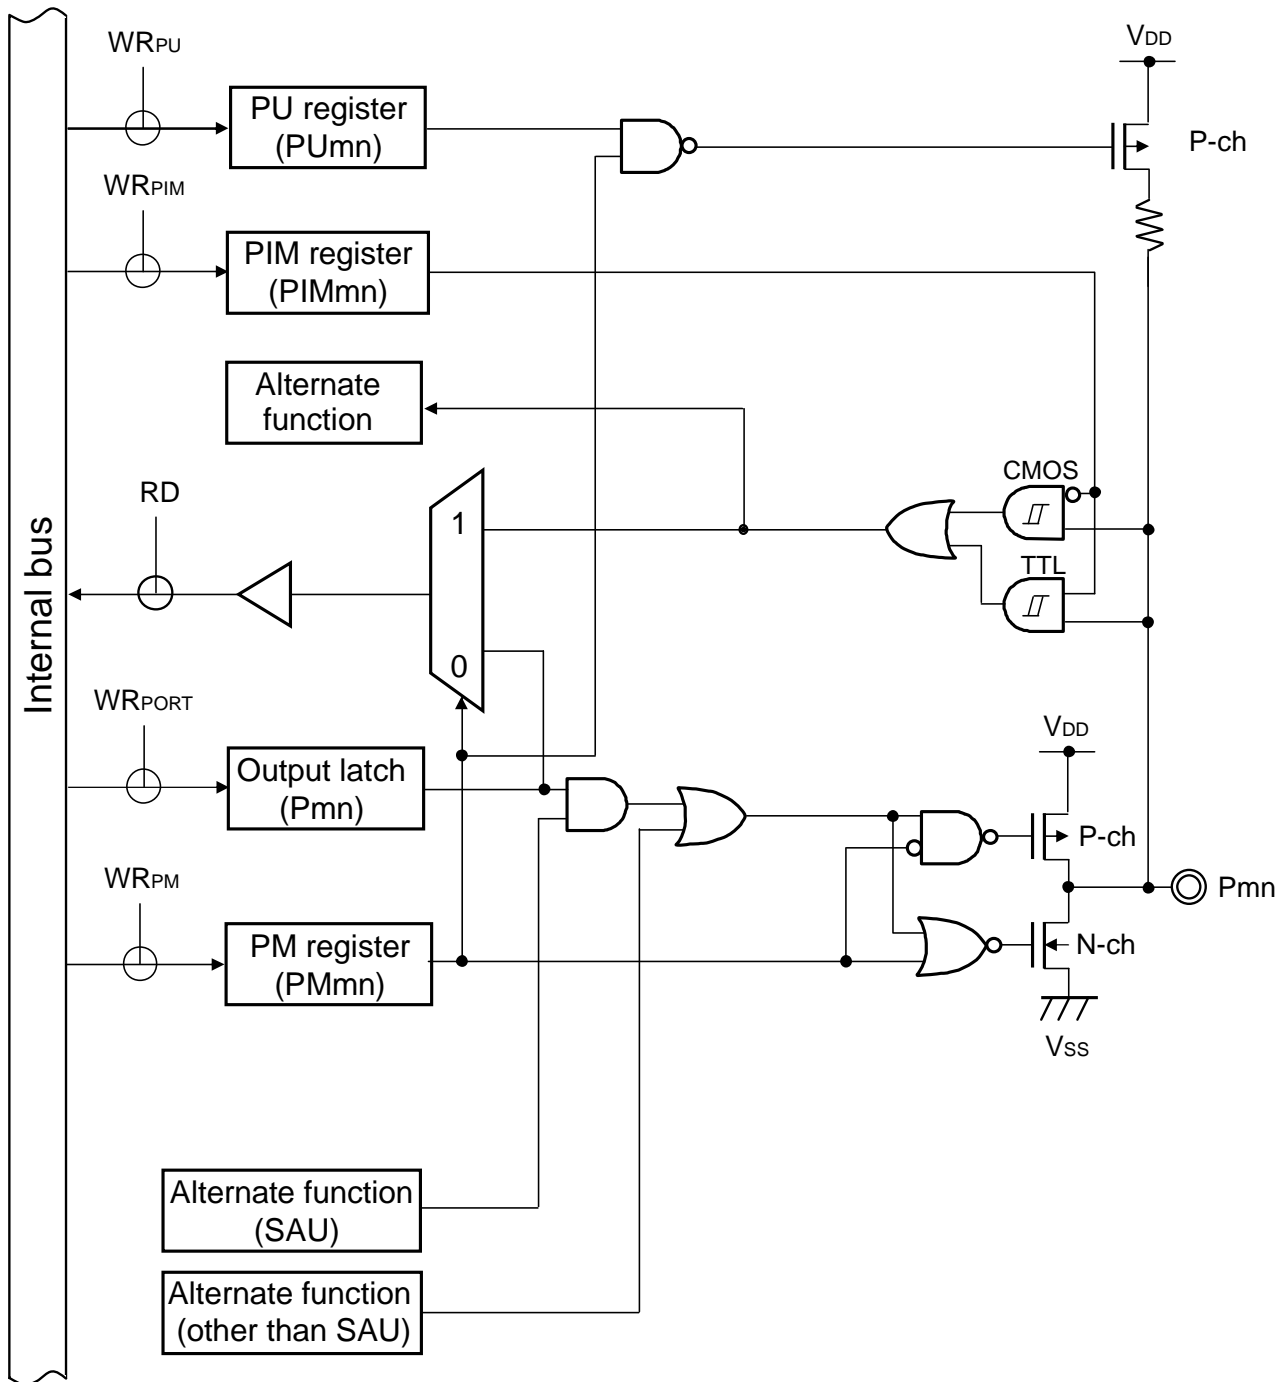 WRPU
VDD
PU register
(PUmn)
P-ch
WRPIM
PIM register
(PIMmn)
Alternate
function
CMOS
RD
1
TTL
Internal bus
0
WRPORT
VDD
Output latch
(Pmn)
P-ch
WRPM
Pmn
PM register
(PMmn)
N-ch
VSS
Alternate function
(SAU)
Alternate function
(other than SAU)